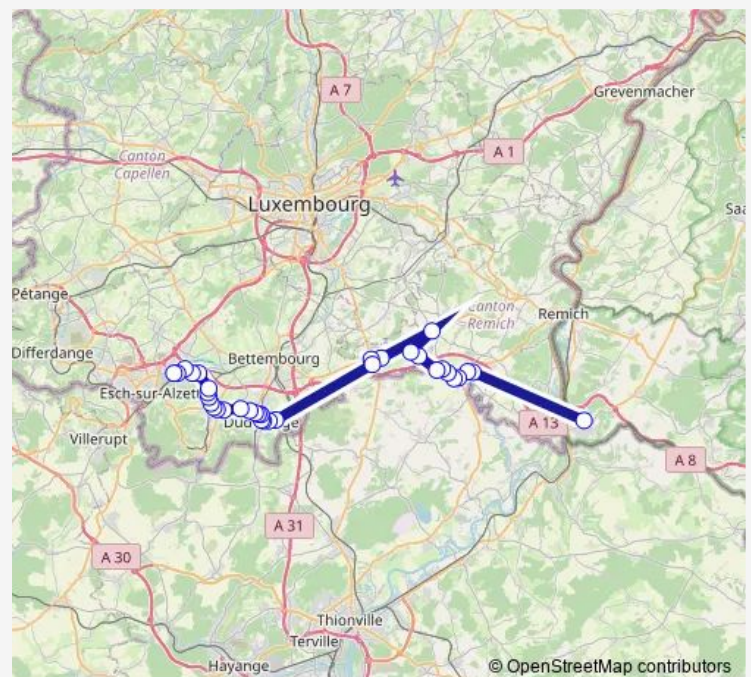 A 7
Grevenmacher
A 1
Canton
Capellen
Luxembourg
Saa
Pétange
Canton
Remich
Remich
Differdange
Bettembourg
Esch-sur-Alzett
Villerupt
Dud
ge
A 13
A 8
A 31
A 30
Thionville
Terville
Hayange
© OpenStreetMap contributors